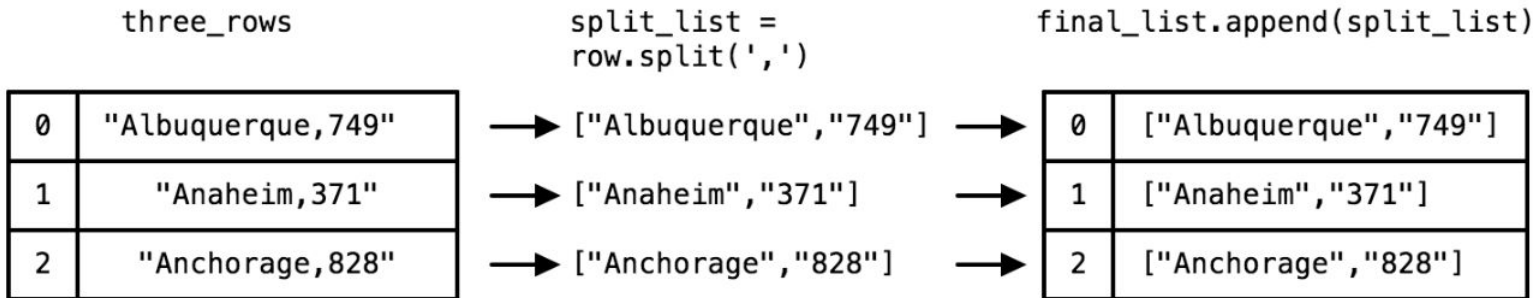 three_rows
split_list =
row.split(',')
final_list.append(split_list)
0 "Albuquerque,749" ["Albuquerque","749"] 0 ["Albuquerque","749"]
1 "Anaheim,371" ["Anaheim","371"] 1 ["Anaheim","371"]
2 "Anchorage,828" ["Anchorage","828"] 2 ["Anchorage","828"]